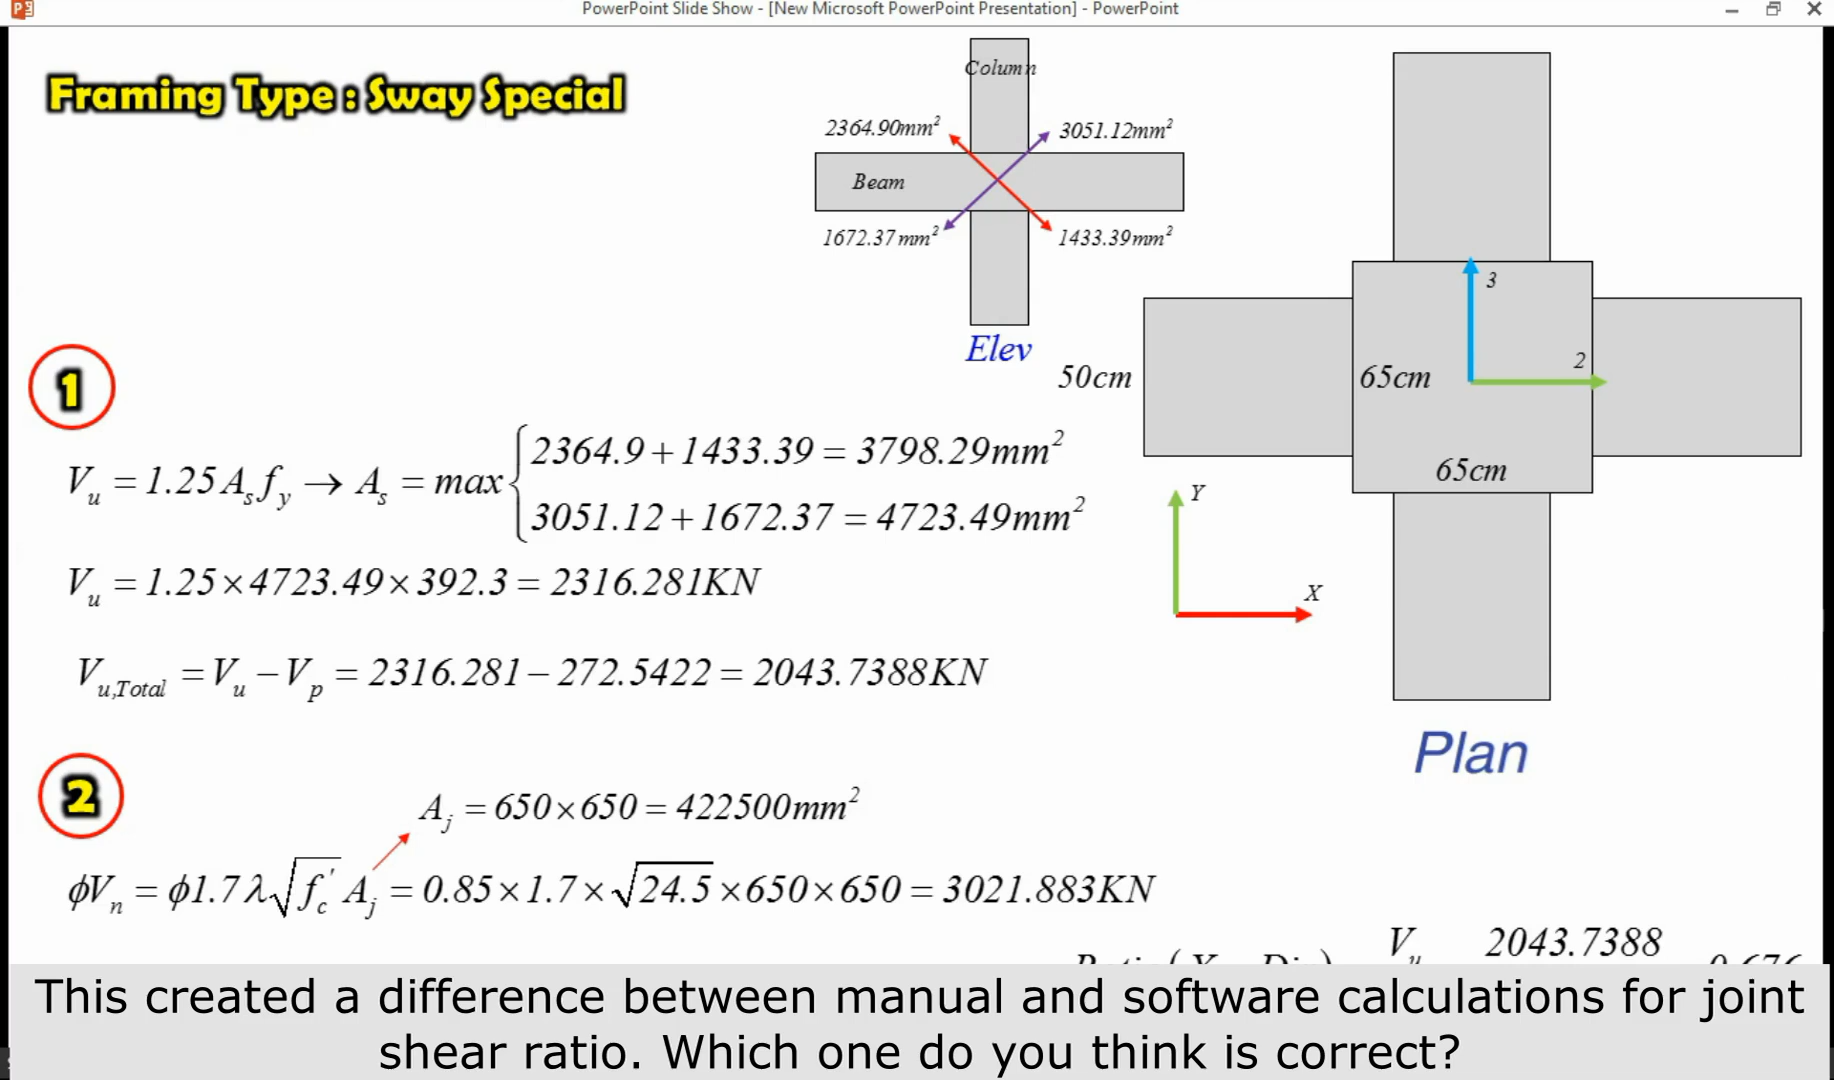 PowerPoint Slide Show - [New Microsoft PowerPoint Presentation] - PowerPoint
Framing Type : Sway Special
Column
2364.90mm²
3051.12mm²
Beam
1672.37mm²
1433.39mm²
Elev
3
2
50cm
65cm
65cm
Y
X
Plan
1
V_u = 1.25 A_s f_y → A_s = max { 2364.9 + 1433.39 = 3798.29mm²
3051.12 + 1672.37 = 4723.49mm²
V_u = 1.25 × 4723.49 × 392.3 = 2316.281KN
V_u,Total = V_u − V_p = 2316.281 − 272.5422 = 2043.7388KN
2
A_j = 650 × 650 = 422500mm²
ϕV_n = ϕ1.7λ√f'_c A_j = 0.85 × 1.7 × √24.5 × 650 × 650 = 3021.883KN
V_u 2043.7388
This created a difference between manual and software calculations for joint
shear ratio. Which one do you think is correct?